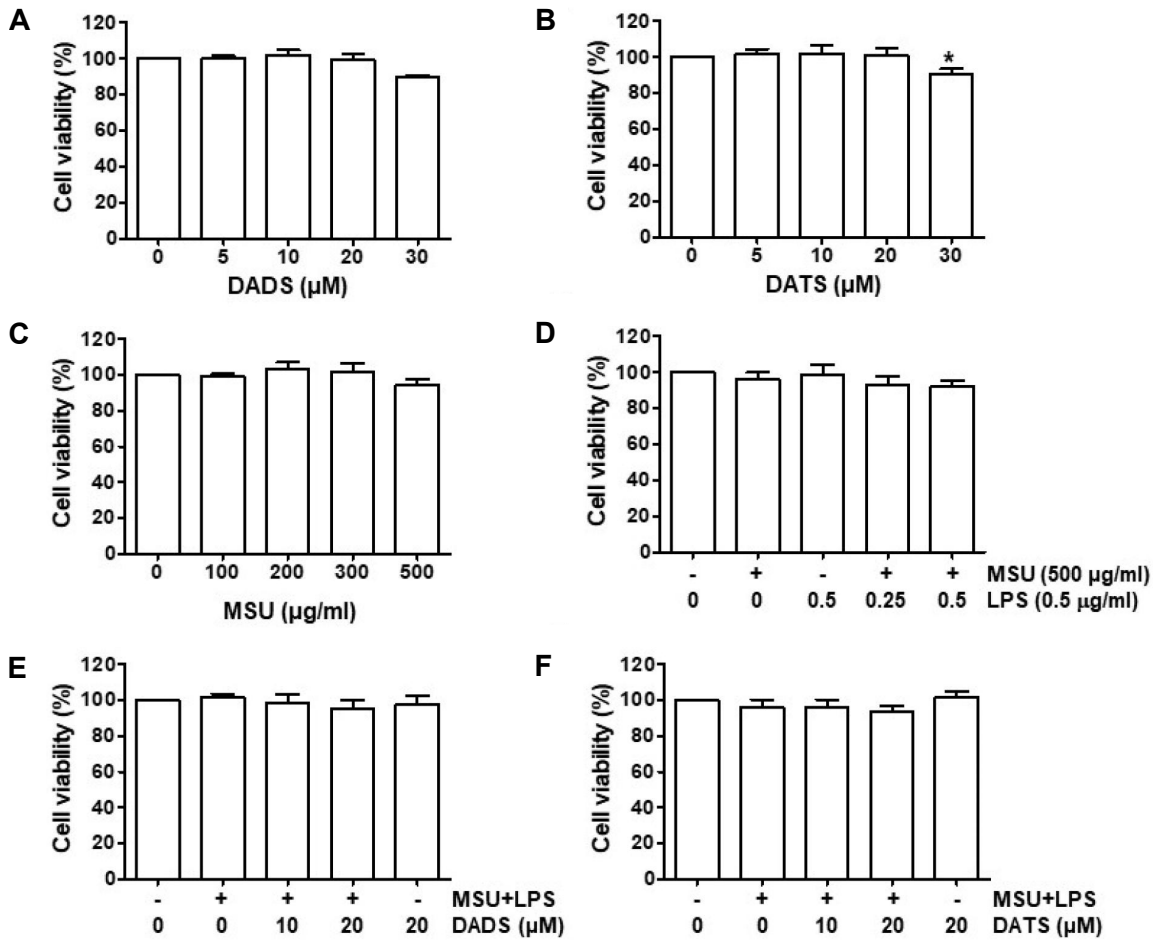 A
Cell viability (%)
120
100
80
60
40
20
0
0 5 10 20 30
DADS (µM)
B
Cell viability (%)
120
100
80
60
40
20
0
*
0 5 10 20 30
DATS (µM)
C
Cell viability (%)
120
100
80
60
40
20
0
0 100 200 300 500
MSU (µg/ml)
D
Cell viability (%)
120
100
80
60
40
20
0
- + - + + MSU (500 µg/ml)
0 0 0.5 0.25 0.5 LPS (0.5 µg/ml)
E
Cell viability (%)
120
100
80
60
40
20
0
- + + + - MSU+LPS
0 0 10 20 20 DADS (µM)
F
Cell viability (%)
120
100
80
60
40
20
0
- + + + - MSU+LPS
0 0 10 20 20 DATS (µM)